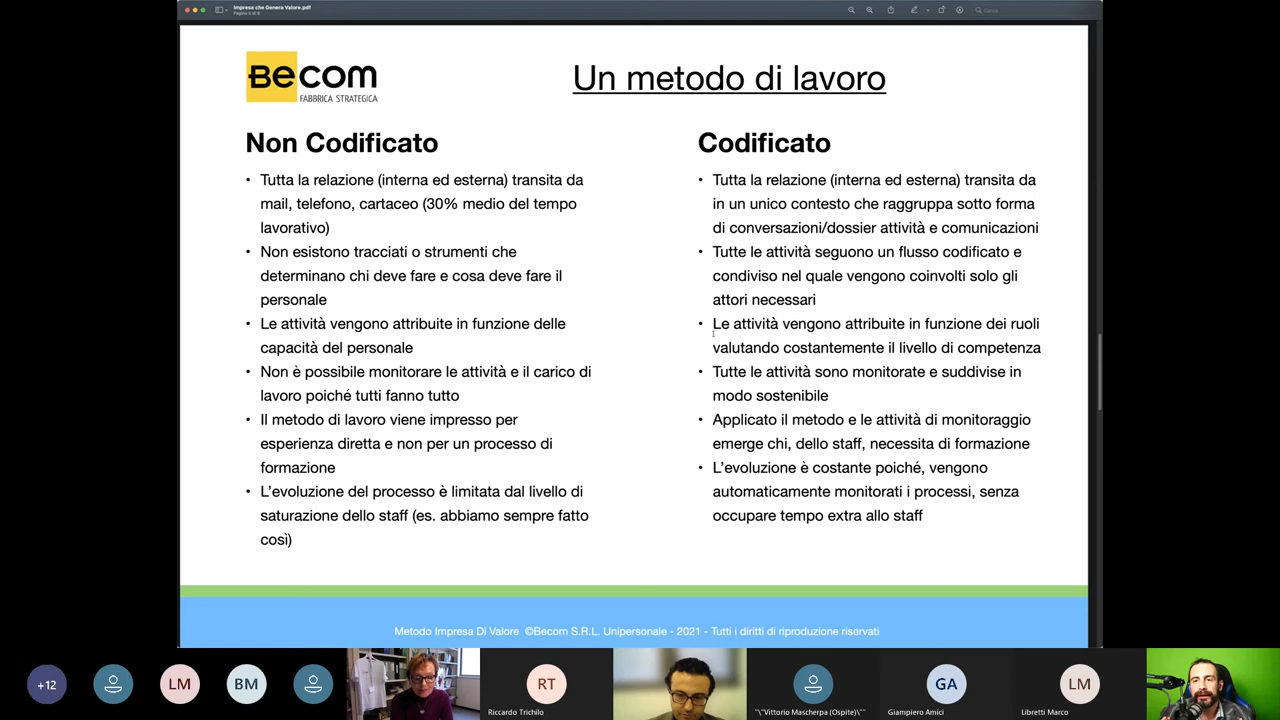 Impresa che Genera Valore.pdf
Pagina 5 di 9
Cerca
Becom
FABBRICA STRATEGICA
Un metodo di lavoro
Non Codificato
• Tutta la relazione (interna ed esterna) transita da
mail, telefono, cartaceo (30% medio del tempo
lavorativo)
• Non esistono tracciati o strumenti che
determinano chi deve fare e cosa deve fare il
personale
• Le attività vengono attribuite in funzione delle
capacità del personale
• Non è possibile monitorare le attività e il carico di
lavoro poiché tutti fanno tutto
• Il metodo di lavoro viene impresso per
esperienza diretta e non per un processo di
formazione
• L'evoluzione del processo è limitata dal livello di
saturazione dello staff (es. abbiamo sempre fatto
così)
Codificato
• Tutta la relazione (interna ed esterna) transita da
in un unico contesto che raggruppa sotto forma
di conversazioni/dossier attività e comunicazioni
• Tutte le attività seguono un flusso codificato e
condiviso nel quale vengono coinvolti solo gli
attori necessari
• Le attività vengono attribuite in funzione dei ruoli
valutando costantemente il livello di competenza
• Tutte le attività sono monitorate e suddivise in
modo sostenibile
• Applicato il metodo e le attività di monitoraggio
emerge chi, dello staff, necessita di formazione
• L'evoluzione è costante poiché, vengono
automaticamente monitorati i processi, senza
occupare tempo extra allo staff
Metodo Impresa Di Valore ©Becom S.R.L. Unipersonale - 2021 - Tutti i diritti di riproduzione riservati
+12
LM
BM
RT
Riccardo Trichilo
"\"Vittorio Mascherpa (Ospite)\""
GA
Giampiero Amici
LM
Libretti Marco